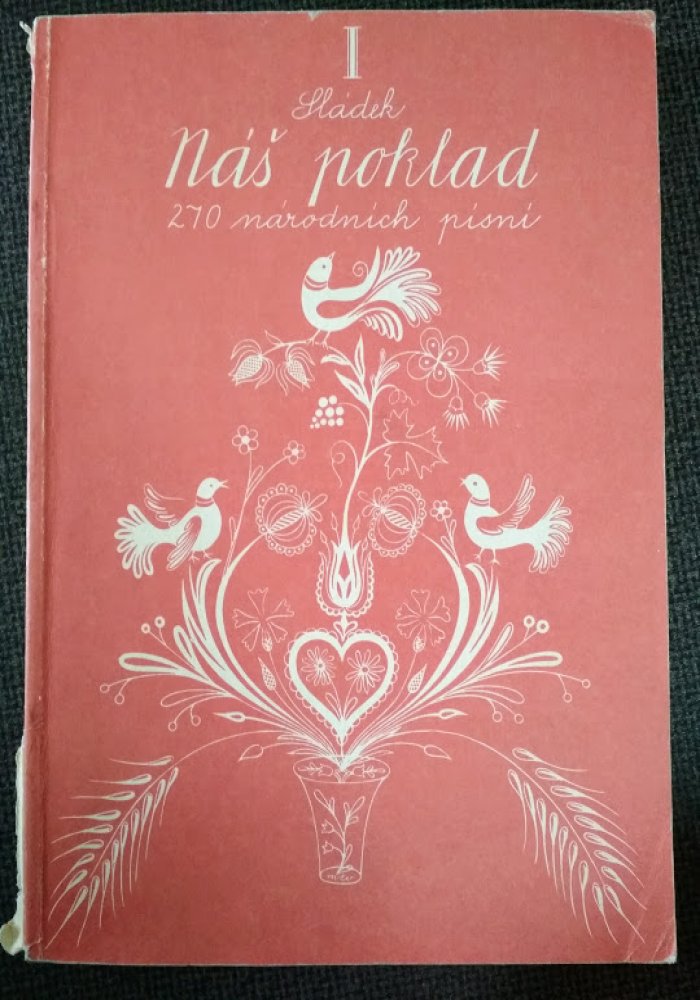 I
Sládek
Náš poklad
270 národních písní